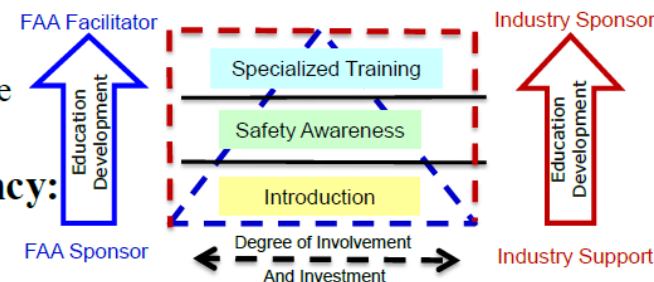 FAA Facilitator
Industry Sponsor
Specialized Training
Education
Development
Education
Development
Safety Awareness
Introduction
FAA Sponsor
Degree of Involvement
And Investment
Industry Support